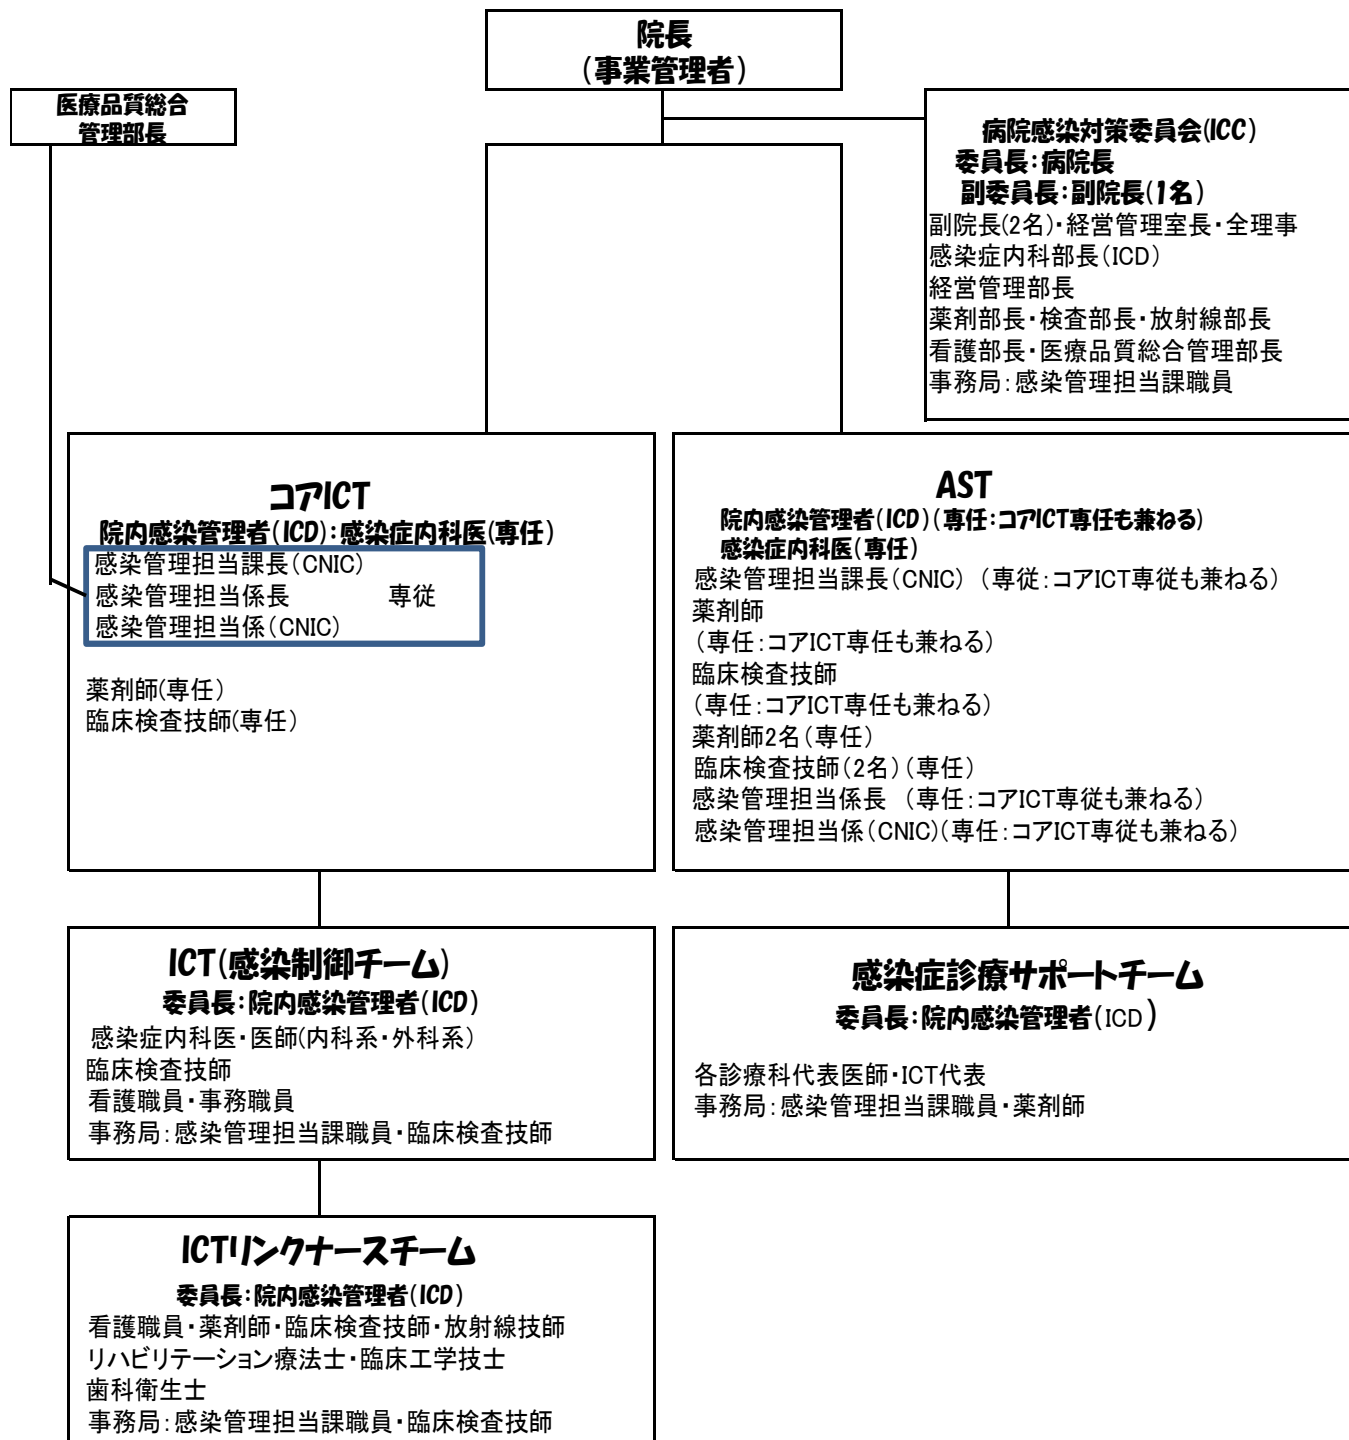 院長
（事業管理者）
医療品質総合
管理部長
病院感染対策委員会(ICC)
委員長：病院長
副委員長：副院長(1名)
副院長(2名)・経営管理室長・全理事
感染症内科部長（ICD）
経営管理部長
薬剤部長・検査部長・放射線部長
看護部長・医療品質総合管理部長
事務局：感染管理担当課職員
コアICT
院内感染管理者(ICD)：感染症内科医(専任)
感染管理担当課長（CNIC）
感染管理担当係長　　　　専従
感染管理担当係（CNIC）
薬剤師(専任)
臨床検査技師(専任)
AST
院内感染管理者(ICD)(専任：コアICT専任も兼ねる)
感染症内科医(専任)
感染管理担当課長（CNIC）（専従：コアICT専従も兼ねる）
薬剤師
（専任：コアICT専任も兼ねる）
臨床検査技師
（専任：コアICT専任も兼ねる）
薬剤師2名（専任）
臨床検査技師（2名）（専任）
感染管理担当係長 （専任：コアICT専従も兼ねる）
感染管理担当係（CNIC）（専任：コアICT専従も兼ねる）
ICT(感染制御チーム)
委員長：院内感染管理者(ICD)
感染症内科医・医師(内科系・外科系)
臨床検査技師
看護職員・事務職員
事務局：感染管理担当課職員・臨床検査技師
感染症診療サポートチーム
委員長：院内感染管理者(ICD)
各診療科代表医師・ICT代表
事務局：感染管理担当課職員・薬剤師
ICTリンクナースチーム
委員長：院内感染管理者(ICD)
看護職員・薬剤師・臨床検査技師・放射線技師
リハビリテーション療法士・臨床工学技士
歯科衛生士
事務局：感染管理担当課職員・臨床検査技師